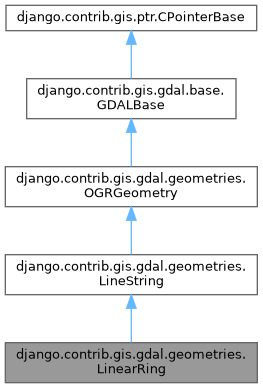 django.contrib.gis.ptr.CPointerBase
django.contrib.gis.gdal.base.
GDALBase
django.contrib.gis.gdal.geometries.
OGRGeometry
django.contrib.gis.gdal.geometries.
LineString
django.contrib.gis.gdal.geometries.
LinearRing